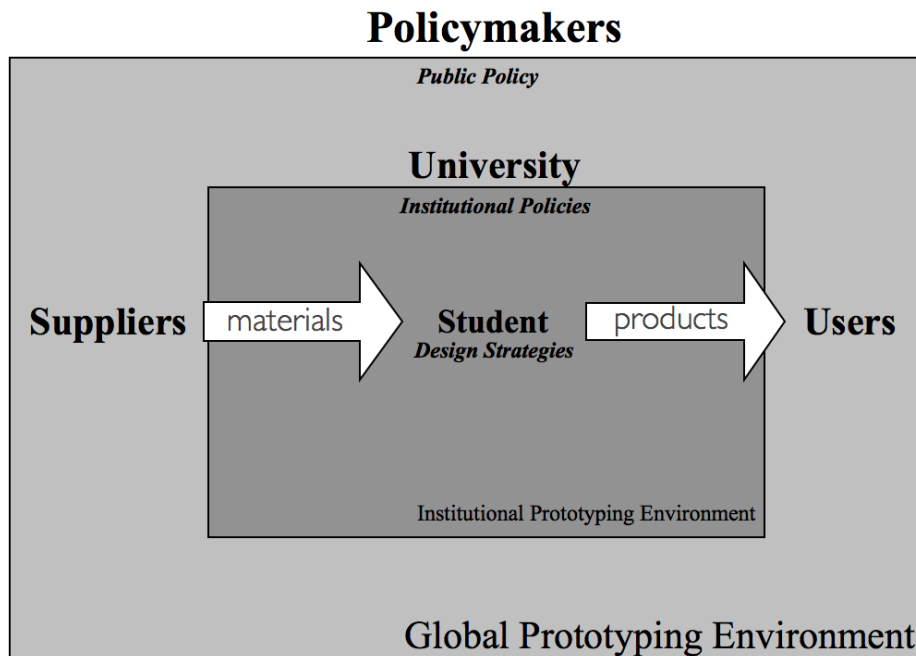 Policymakers
Public Policy
University
Institutional Policies
Suppliers
materials
Student
Design Strategies
products
Users
Institutional Prototyping Environment
Global Prototyping Environment